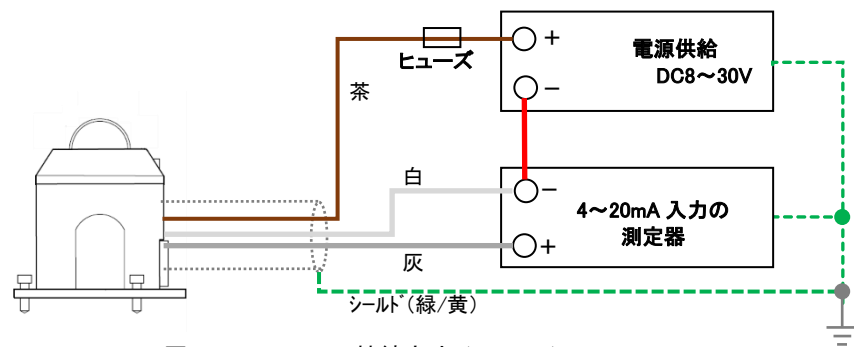 ヒューズ
+
電源供給
DC8～30V
−
茶
白
−
4～20mA 入力の
測定器
+
灰
ｼｰﾙﾄﾞ（緑/黄）